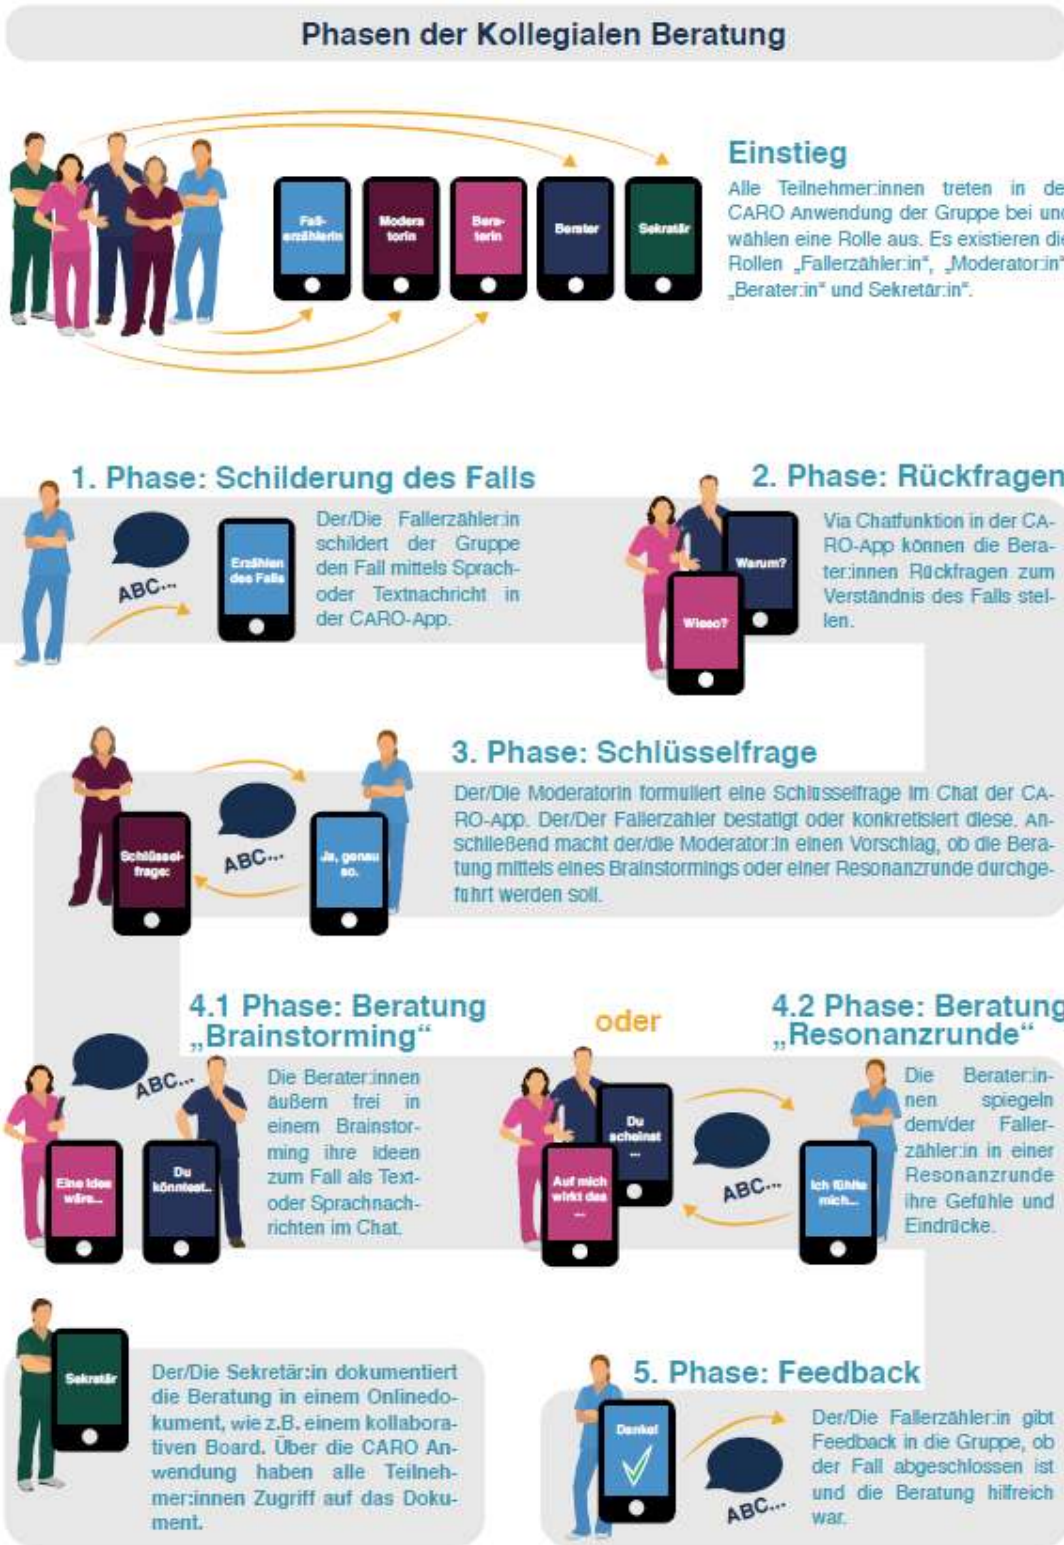 Phasen der Kollegialen Beratung
Fall-
erzählerin
Modera
torin
Bera-
terin
Berater
Sekretär
Einstieg
Alle Teilnehmer:innen treten in de
CARO Anwendung der Gruppe bei und
wählen eine Rolle aus. Es existieren die
Rollen „Fallerzähler:in“, „Moderator:in“
„Berater:in“ und Sekretär:in“.
1. Phase: Schilderung des Falls
ABC...
Erzählen
des Falls
Der/Die Fallerzähler:in
schildert der Gruppe
den Fall mittels Sprach-
oder Textnachricht in
der CARO-App.
2. Phase: Rückfragen
Warum?
Wieso?
Via Chatfunktion in der CA-
RO-App können die Bera-
ter:innen Rückfragen zum
Verständnis des Falls stel-
len.
3. Phase: Schlüsselfrage
Schlüssel-
frage:
ABC...
Ja, genau
so.
Der/Die Moderatorin formuliert eine Schlüsselfrage im Chat der CA-
RO-App. Der/Der Fallerzähler bestätigt oder konkretisiert diese. An-
schließend macht der/die Moderator:in einen Vorschlag, ob die Bera-
tung mittels eines Brainstormings oder einer Resonanzrunde durchge-
führt werden soll.
4.1 Phase: Beratung
„Brainstorming“
ABC...
Eine Idee
wäre...
Du
könntest..
Die Berater:innen
äußern frei in
einem Brainstor-
ming ihre Ideen
zum Fall als Text-
oder Sprachnach-
richten im Chat.
oder
4.2 Phase: Beratung
„Resonanzrunde“
Du
scheinst
...
Auf mich
wirkt das
...
ABC...
Ich fühlte
mich...
Die Berater:in-
nen spiegeln
dem/der Faller-
zähler:in in einer
Resonanzrunde
ihre Gefühle und
Eindrücke.
Sekretär
Der/Die Sekretär:in dokumentiert
die Beratung in einem Onlinedo-
kument, wie z.B. einem kollabora-
tiven Board. Über die CARO An-
wendung haben alle Teilneh-
mer:innen Zugriff auf das Doku-
ment.
5. Phase: Feedback
Danke!
ABC...
Der/Die Fallerzähler:in gibt
Feedback in die Gruppe, ob
der Fall abgeschlossen ist
und die Beratung hilfreich
war.